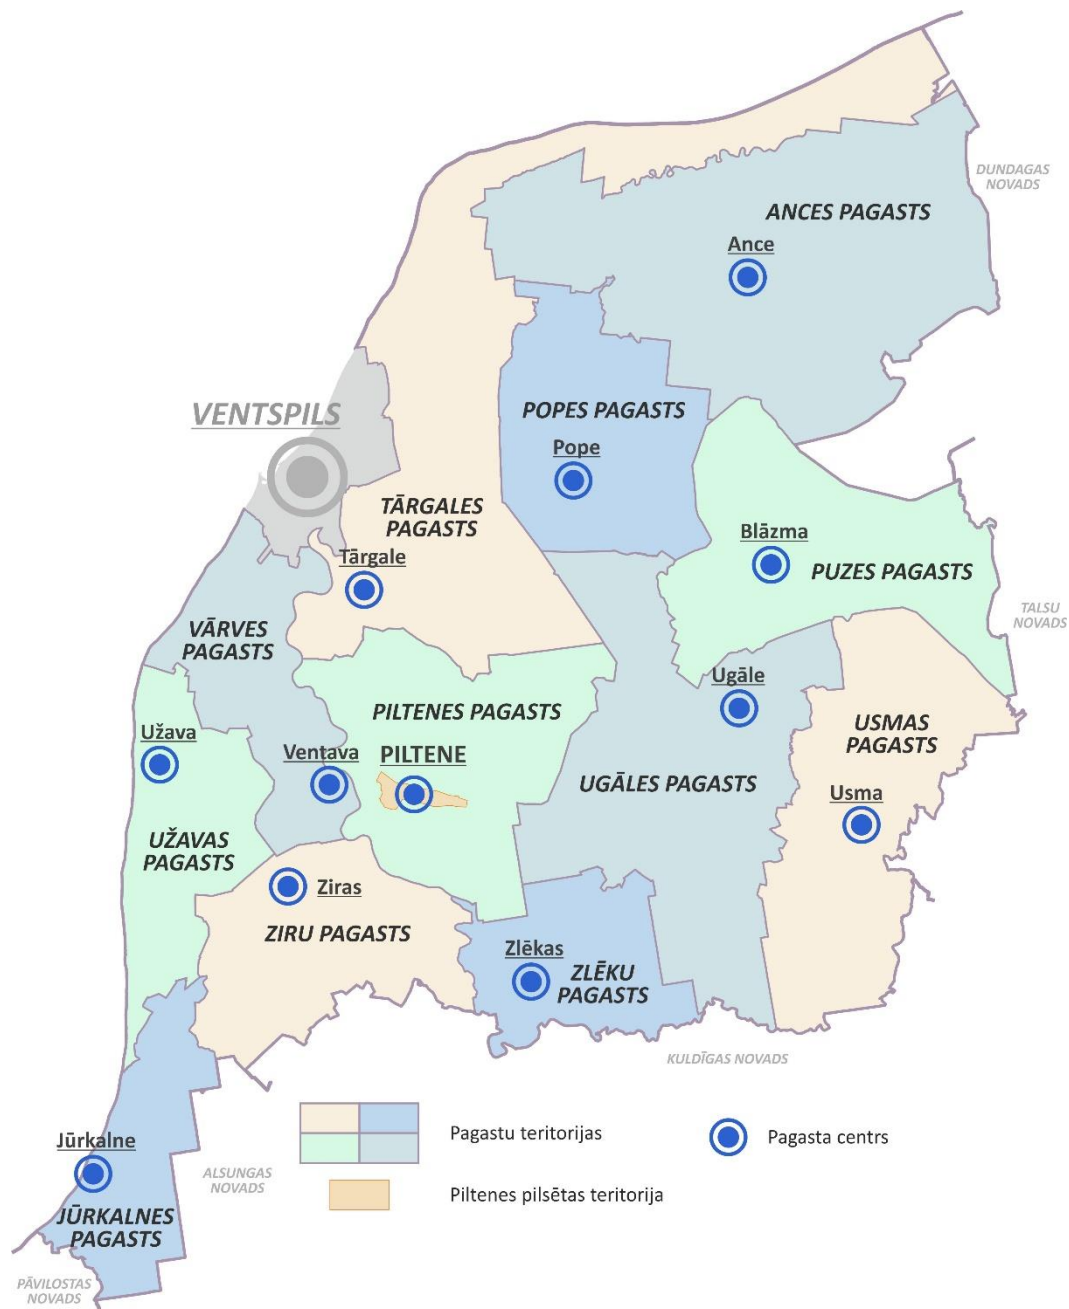 DUNDAGAS
NOVADS
ANCES PAGASTS
Ance
VENTSPILS
POPES PAGASTS
Pope
TĀRGALES
PAGASTS
Tārgale
Blāzma
PUZES PAGASTS
TALSU
NOVADS
VĀRVES
PAGASTS
Ugāle
PILTENES PAGASTS
USMAS
PAGASTS
Užava
Ventava
PILTENE
UGĀLES PAGASTS
Usma
UŽAVAS
PAGASTS
Ziras
ZIRU PAGASTS
Zlēkas
ZLĒKU
PAGASTS
KULDĪGAS NOVADS
Pagastu teritorijas
Pagasta centrs
Jūrkalne
ALSUNGAS
NOVADS
Piltenes pilsētas teritorija
JŪRKALNES
PAGASTS
PĀVILOSTAS
NOVADS